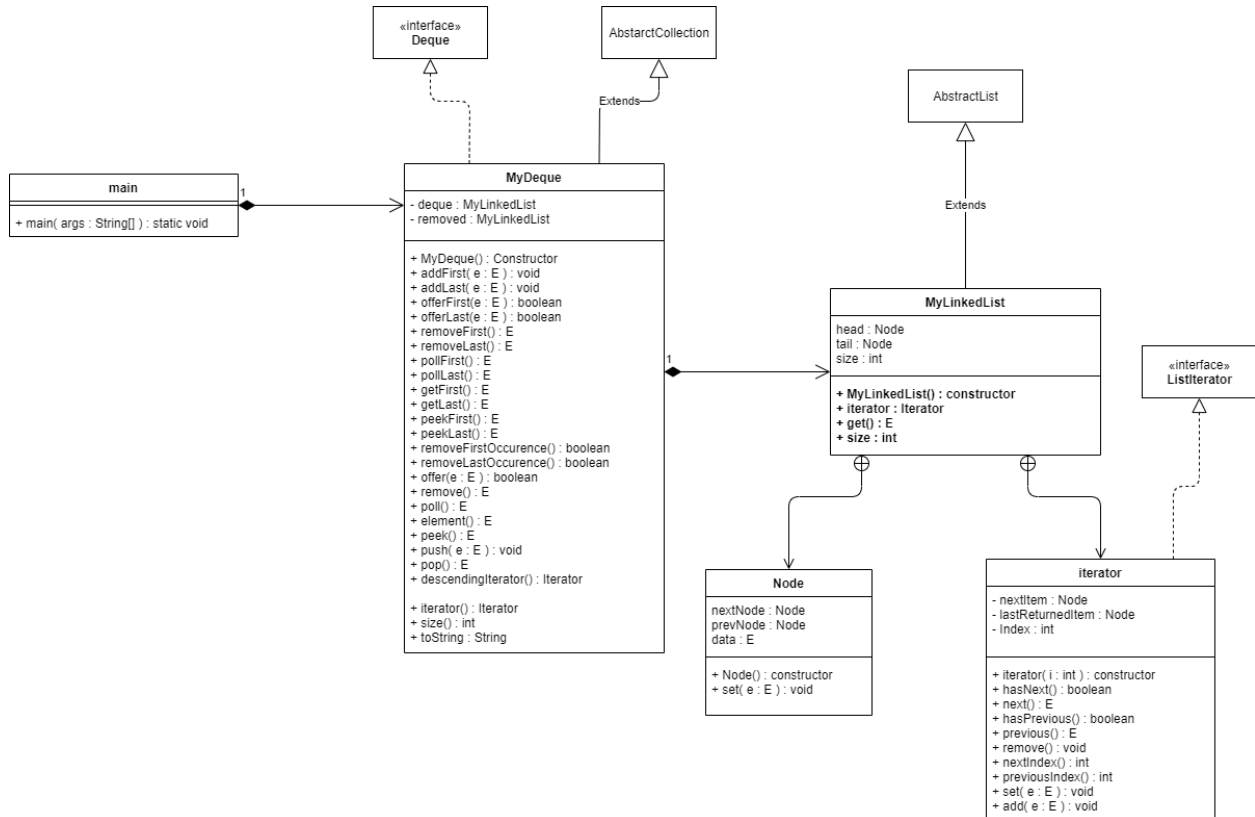 «interface»
Deque
AbstarctCollection
AbstractList
Extends
Extends
main
+ main( args : String[] ) : static void
1
MyDeque
- deque : MyLinkedList
- removed : MyLinkedList
+ MyDeque() : Constructor
+ addFirst( e : E ) : void
+ addLast( e : E ) : void
+ offerFirst(e : E ) : boolean
+ offerLast(e : E ) : boolean
+ removeFirst() : E
+ removeLast() : E
+ pollFirst() : E
+ pollLast() : E
+ getFirst() : E
+ getLast() : E
+ peekFirst() : E
+ peekLast() : E
+ removeFirstOccurence() : boolean
+ removeLastOccurence() : boolean
+ offer(e : E ) : boolean
+ remove() : E
+ poll() : E
+ element() : E
+ peek() : E
+ push( e : E ) : void
+ pop() : E
+ descendingIterator() : Iterator
+ iterator() : Iterator
+ size() : int
+ toString : String
1
MyLinkedList
head : Node
tail : Node
size : int
+ MyLinkedList() : constructor
+ iterator : Iterator
+ get() : E
+ size : int
«interface»
ListIterator
Node
nextNode : Node
prevNode : Node
data : E
+ Node() : constructor
+ set( e : E ) : void
iterator
- nextItem : Node
- lastReturnedItem : Node
- Index : int
+ iterator( i : int ) : constructor
+ hasNext() : boolean
+ next() : E
+ hasPrevious() : boolean
+ previous() : E
+ remove() : void
+ nextIndex() : int
+ previousIndex() : int
+ set( e : E ) : void
+ add( e : E ) : void